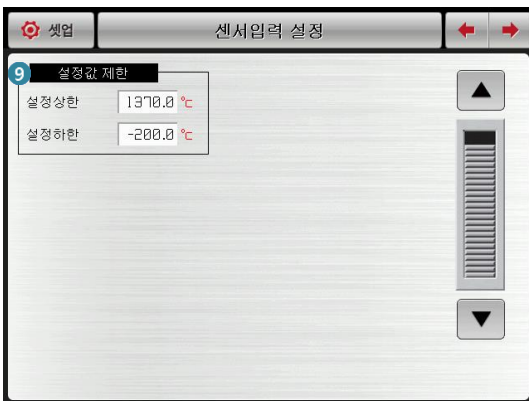 셋업
센서입력 설정
9 설정값 제한
설정상한 1370.0 ℃
설정하한 -200.0 ℃